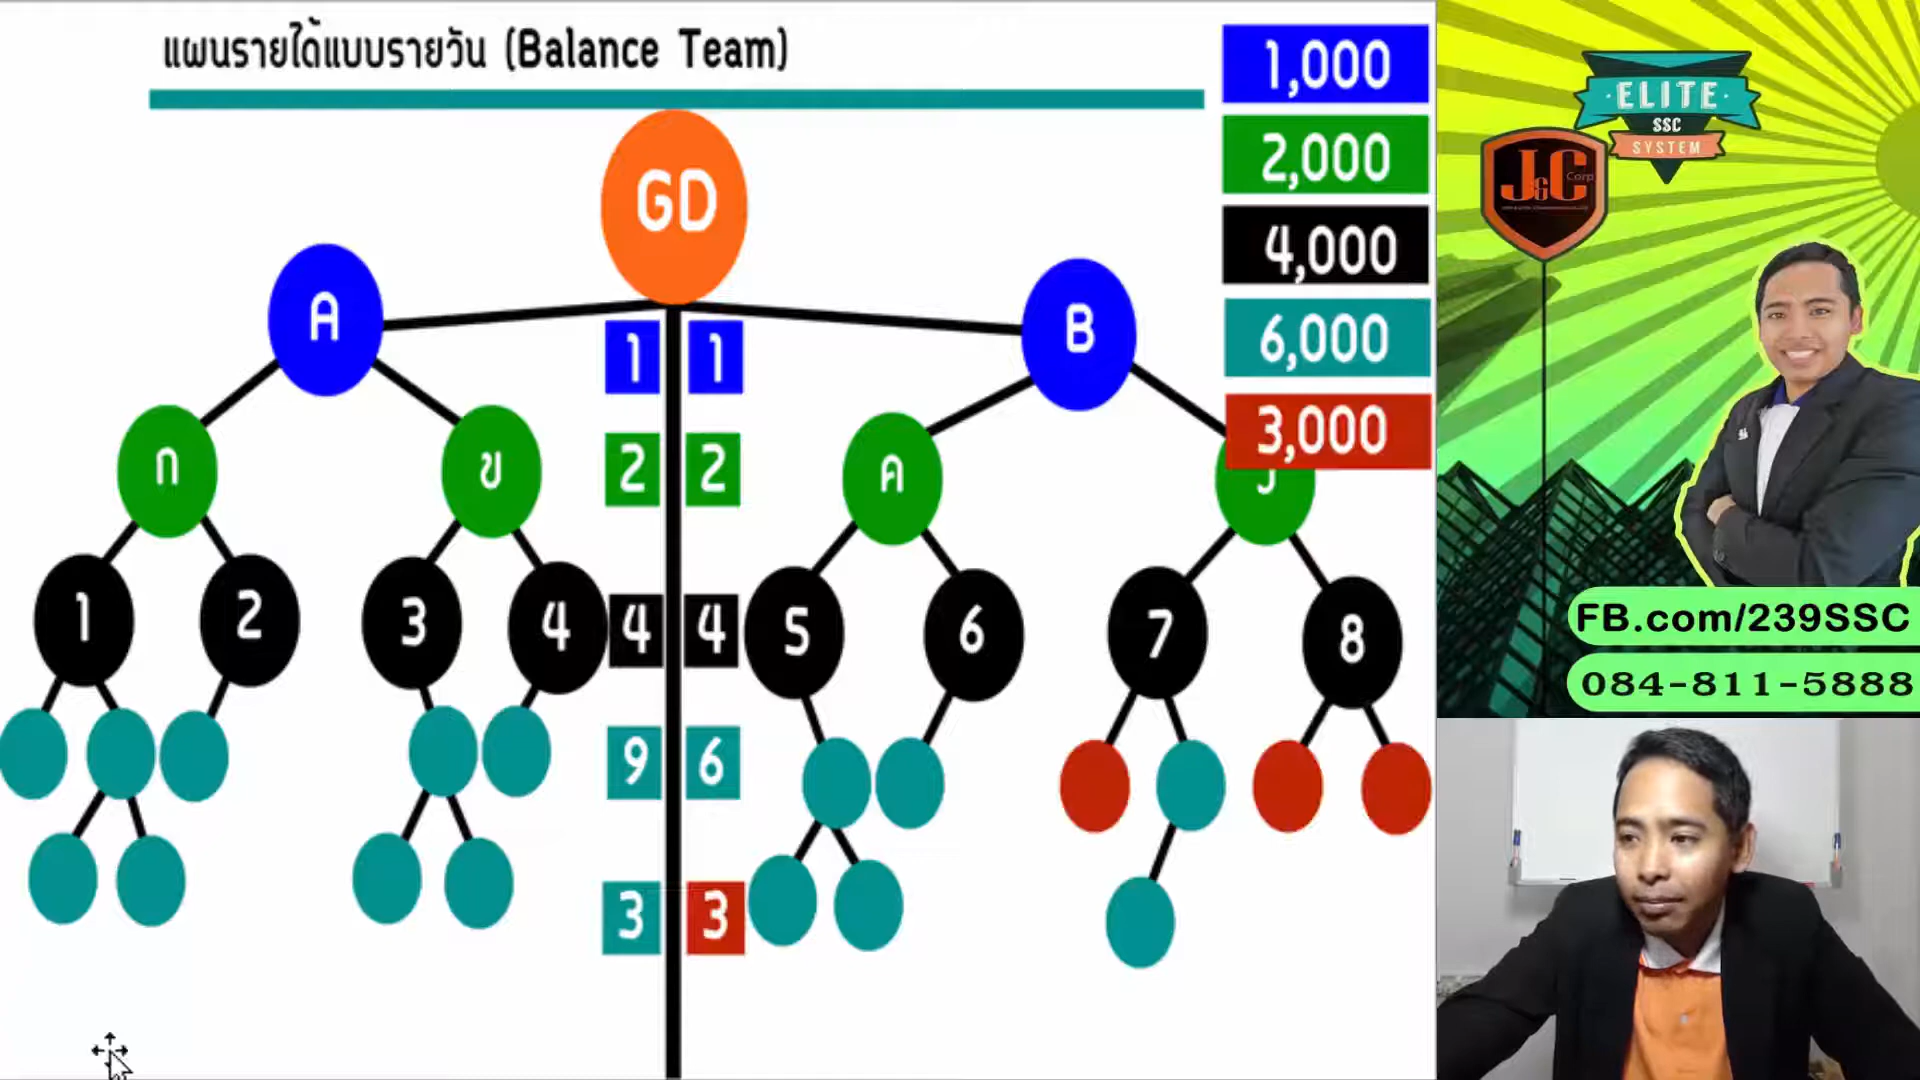 แผนรายได้แบบรายวัน (Balance Team)
1,000
2,000
4,000
6,000
3,000
GD
A
B
1 1
ก
ข
2 2
ค
1
2
3
4
4 4
5
6
7
8
9 6
3 3
ELITE
SSC
SYSTEM
J&C
Corp
FB.com/239SSC
084-811-5888